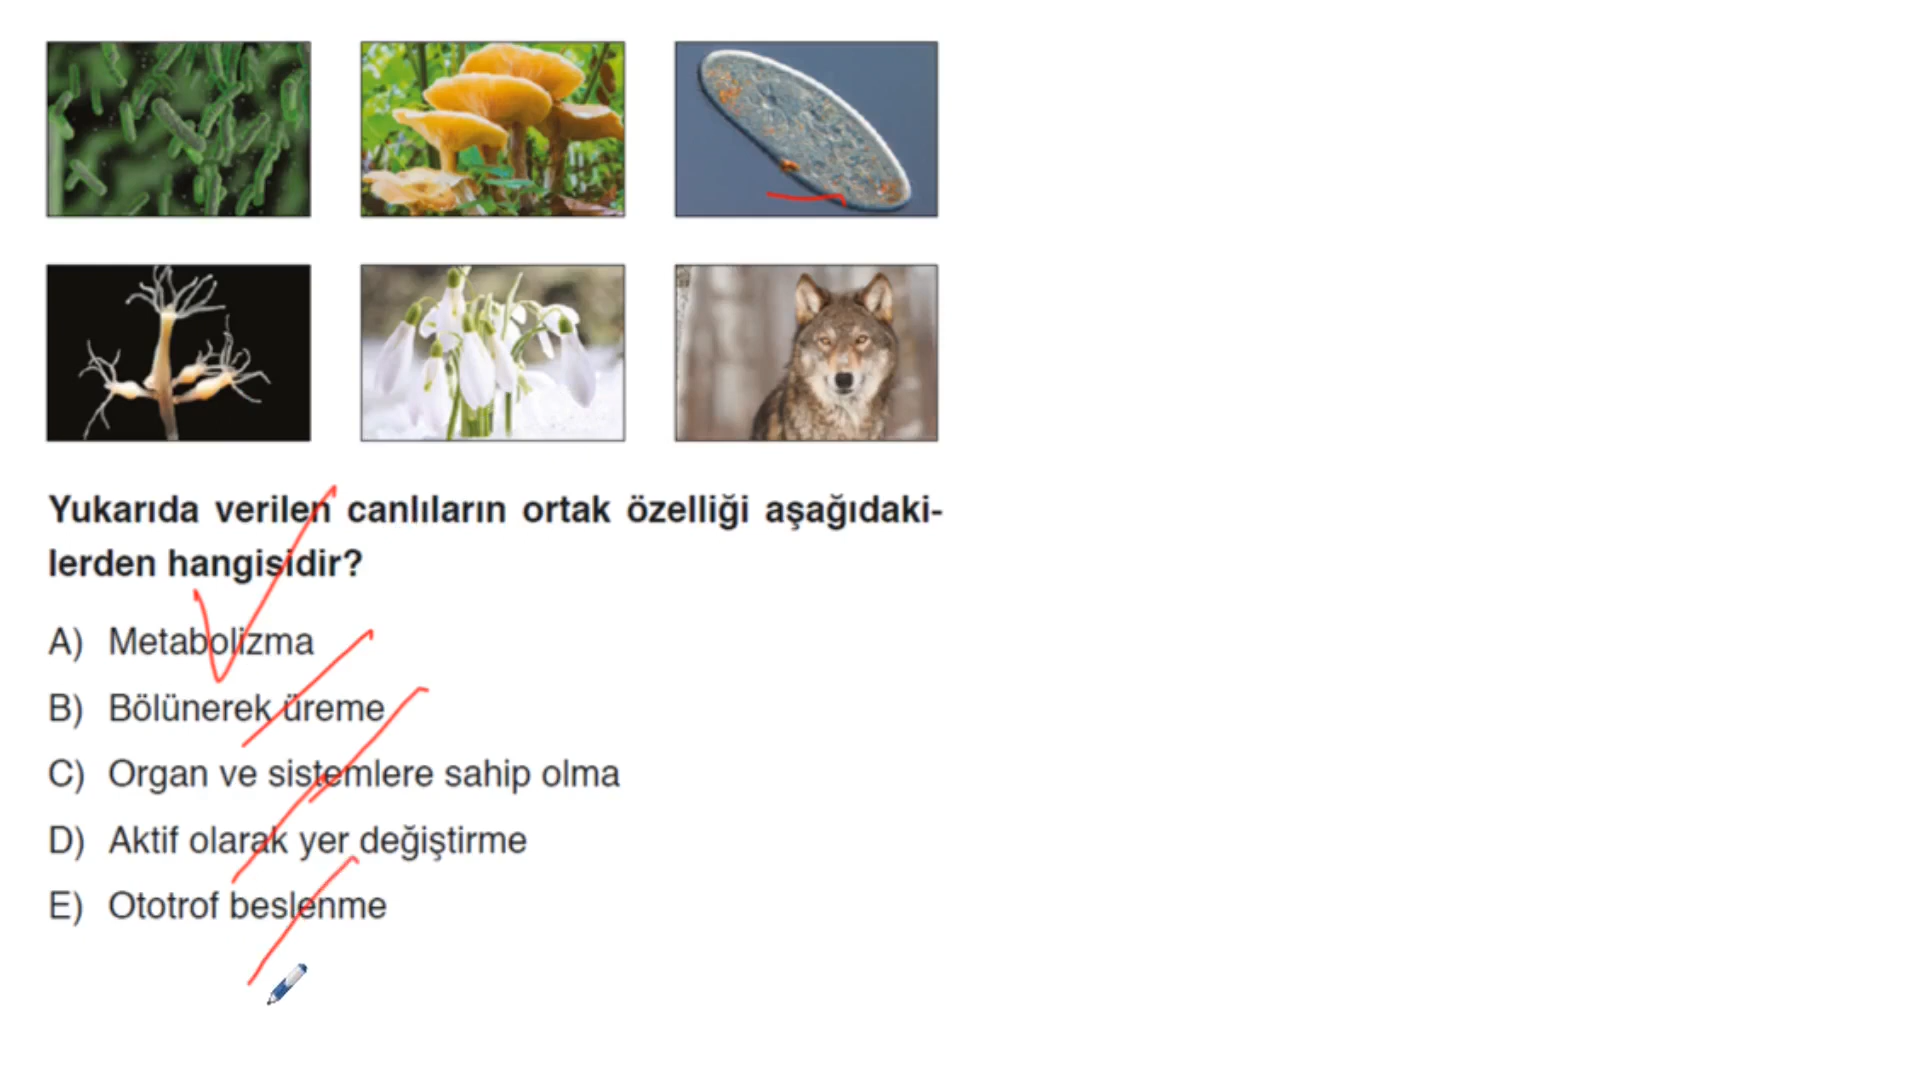 Yukarıda verilen canlıların ortak özelliği aşağıdaki-
lerden hangisidir?
A) Metabolizma
B) Bölünerek üreme
C) Organ ve sistemlere sahip olma
D) Aktif olarak yer değiştirme
E) Ototrof beslenme